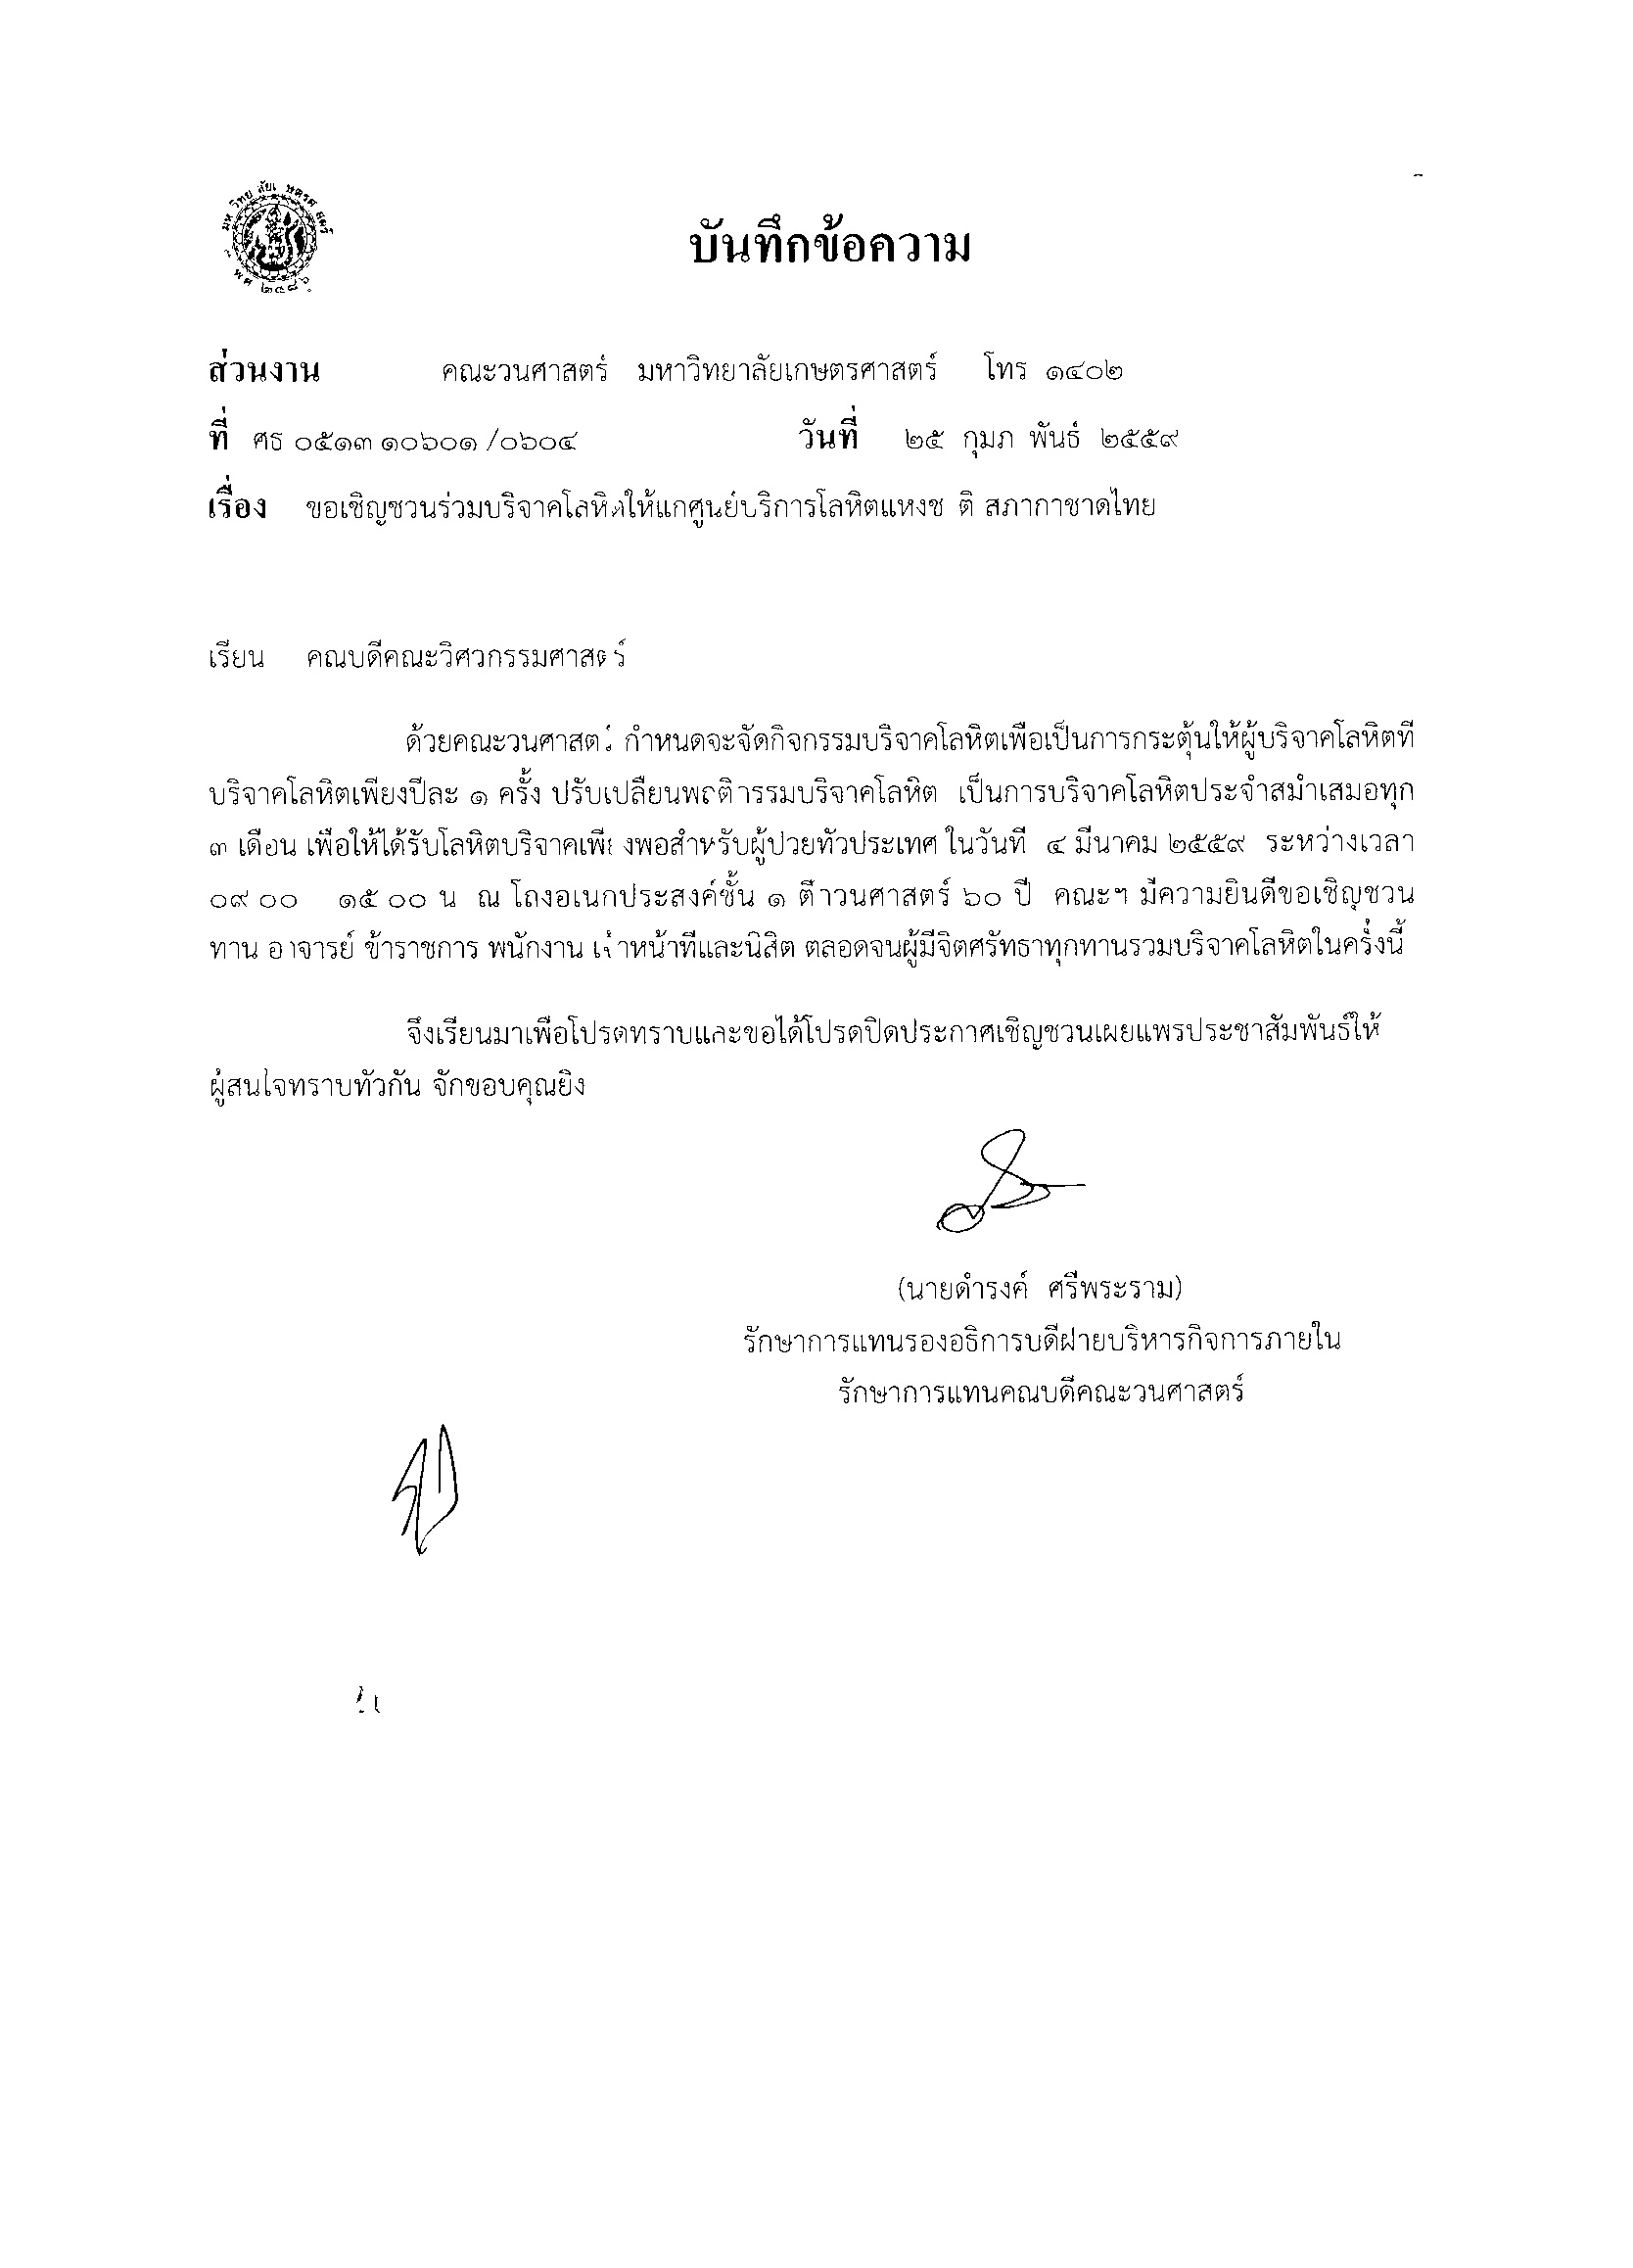 บันทึกข้อความ
ส่วนงาน คณะวนศาสตร์ มหาวิทยาลัยเกษตรศาสตร์ โทร ๑๔๐๒
ที่ ศธ ๐๕๑๓ ๑๐๖๐๑ /๐๖๐๔ วันที่ ๒๕ กุมภ พันธ์ ๒๕๕๙
เรื่อง ขอเชิญชวนร่วมบริจาคโลหิตให้แกศูนย์บริการโลหิตแหงช ติ สภากาชาดไทย
เรียน คณบดีคณะวิศวกรรมศาสตร์
ด้วยคณะวนศาสตร์ กำหนดจะจัดกิจกรรมบริจาคโลหิตเพือเป็นการกระตุ้นให้ผู้บริจาคโลหิตที
บริจาคโลหิตเพียงปีละ ๑ ครั้ง ปรับเปลียนพฤติ รรมบริจาคโลหิต เป็นการบริจาคโลหิตประจำสมำเสมอทุก
๓ เดือน เพือให้ได้รับโลหิตบริจาคเพียงพอสำหรับผู้ปวยทัวประเทศ ในวันที ๔ มีนาคม ๒๕๕๙ ระหว่างเวลา
๐๙ ๐๐ ๑๕ ๐๐ น ณ โถงอเนกประสงค์ชั้น ๑ ตึาวนศาสตร์ ๖๐ ปี คณะฯ มีความยินดีขอเชิญชวน
ทาน อาจารย์ ข้าราชการ พนักงาน เจ้าหน้าทีและนิสิต ตลอดจนผู้มีจิตศรัทธาทุกทานรวมบริจาคโลหิตในครั้งนี้
จึงเรียนมาเพือโปรดทราบและขอได้โปรดปิดประกาศเชิญชวนเผยแพรประชาสัมพันธ์ให้
ผู้สนใจทราบทัวกัน จักขอบคุณยิง
(นายดำรงค์ ศรีพระราม)
รักษาการแทนรองอธิการบดีฝ่ายบริหารกิจการภายใน
รักษาการแทนคณบดีคณะวนศาสตร์